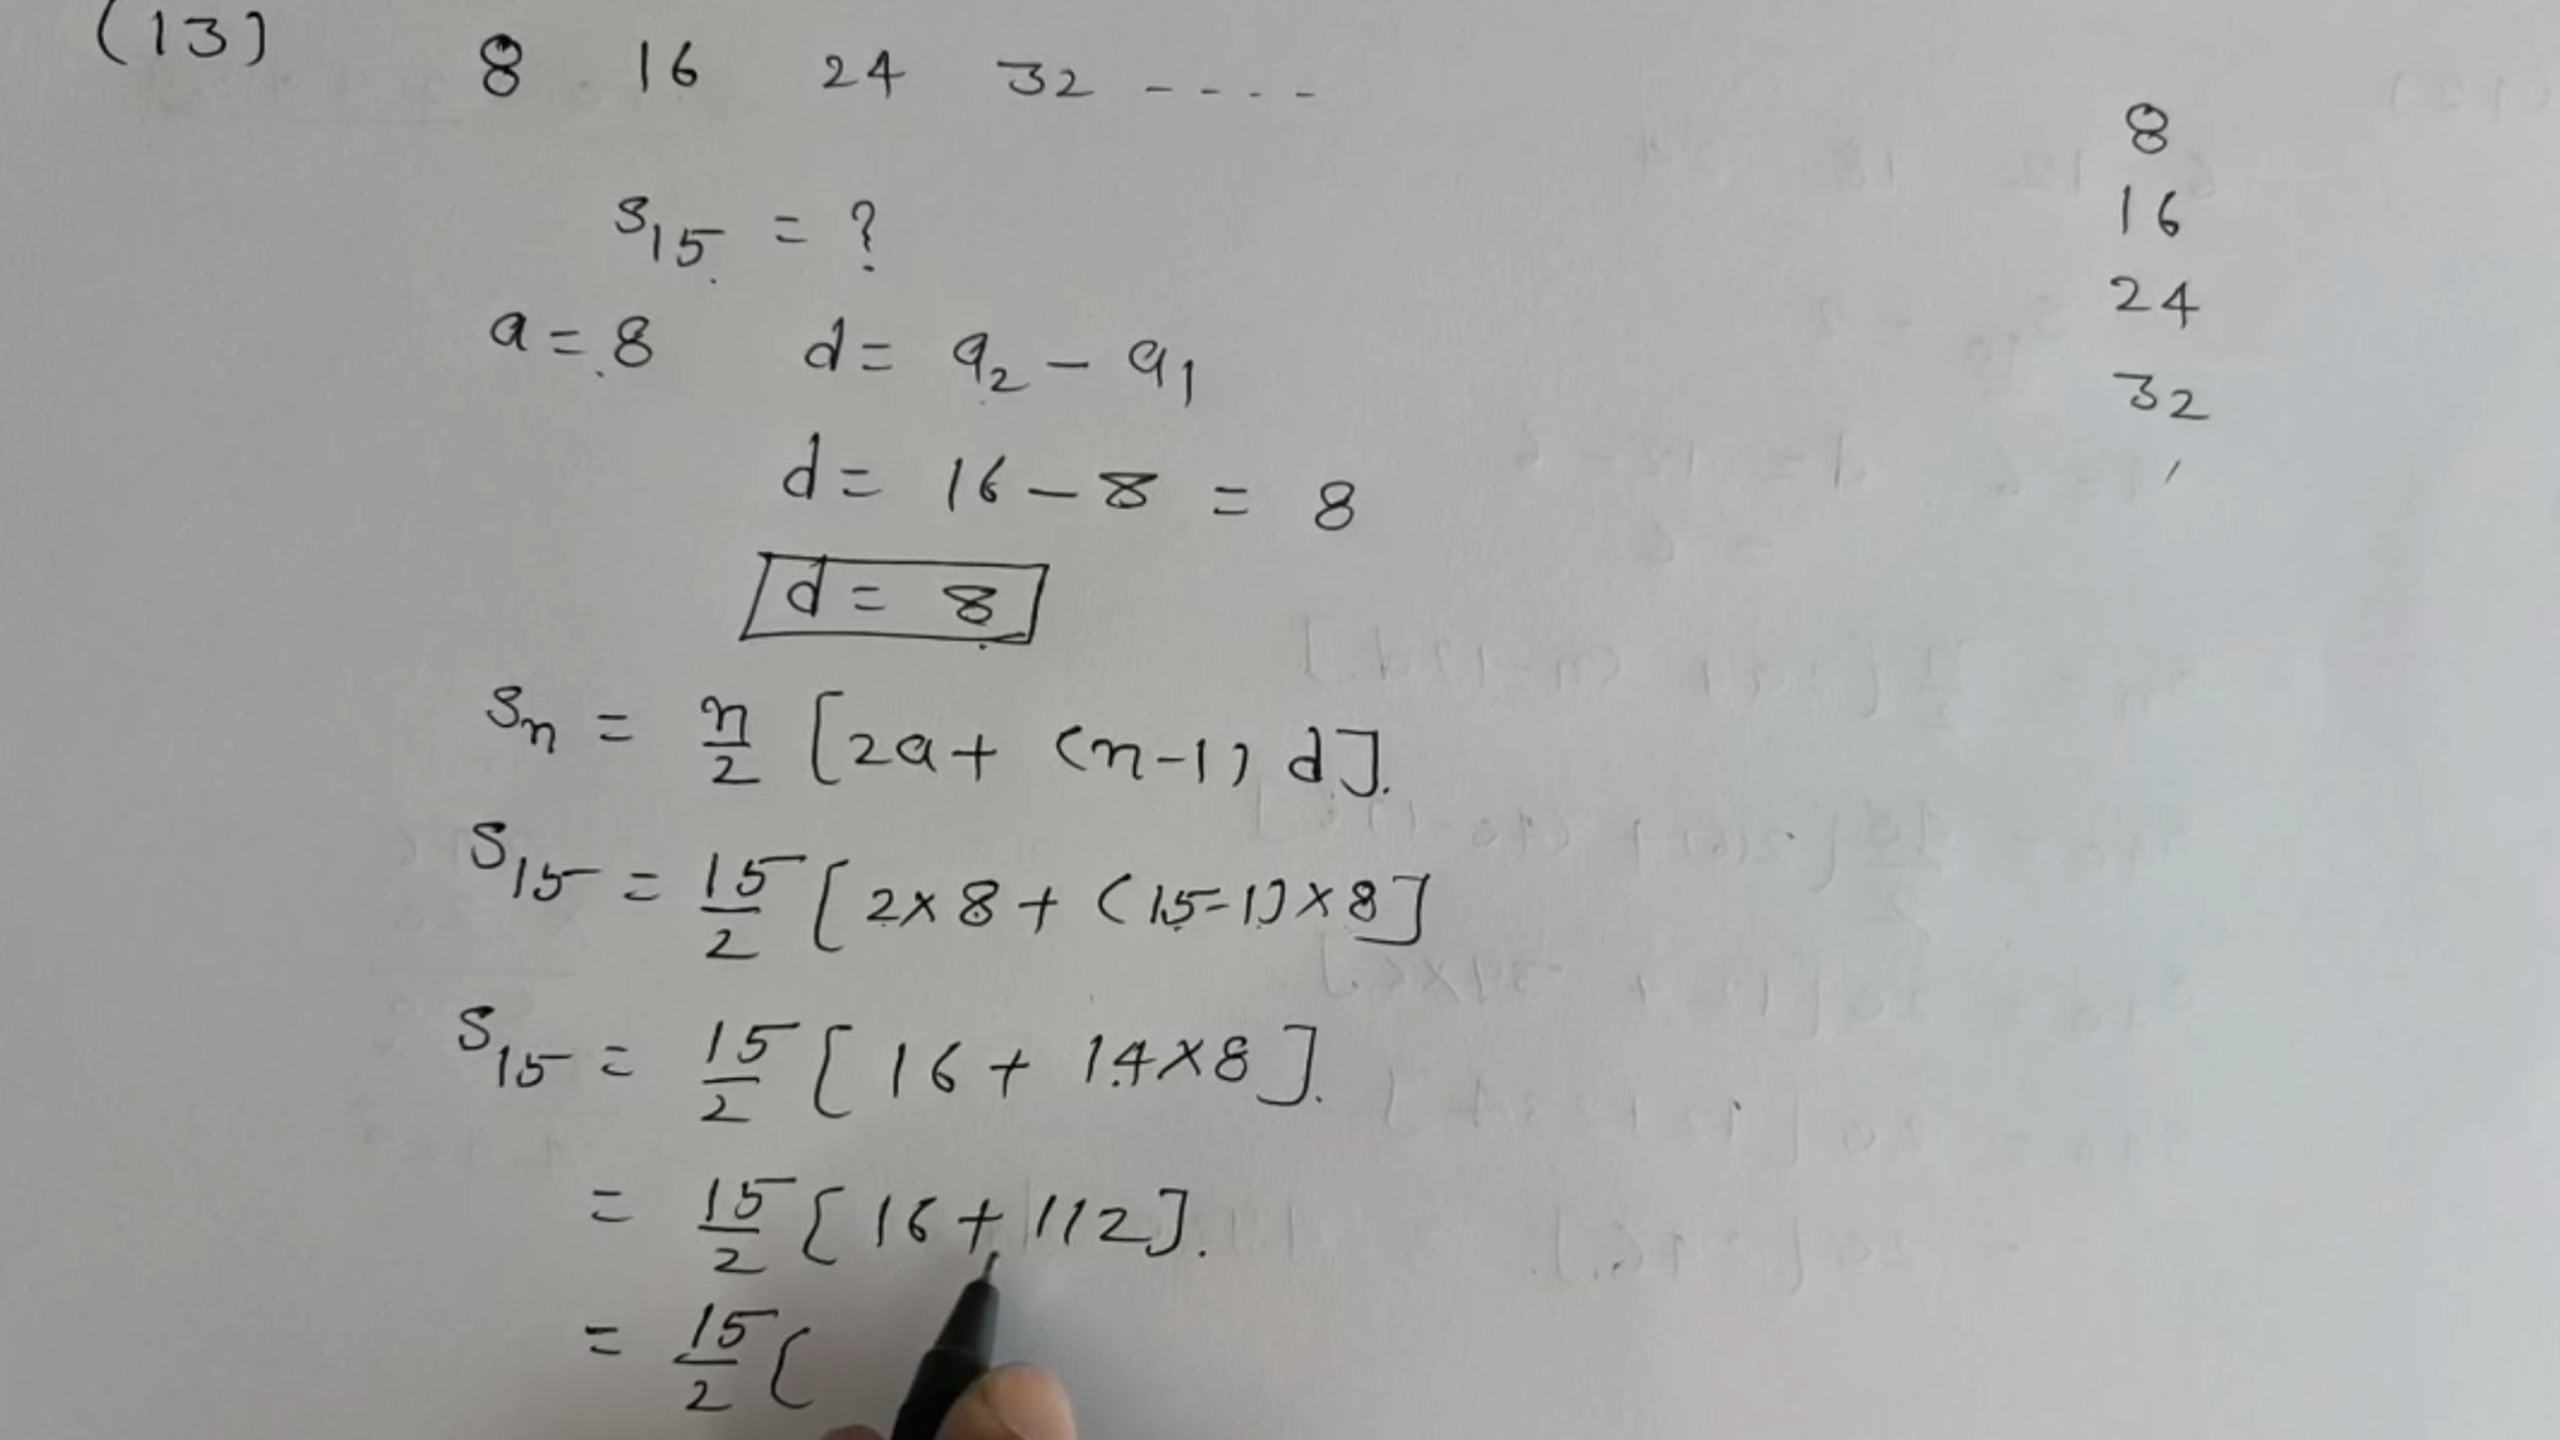 (13) 8 16 24 32 ----
S₁₅ = ?
a = 8 d = a₂ - a₁
d = 16 - 8 = 8
d = 8
Sₙ = n/2 [2a + (n-1) d].
S₁₅ = 15/2 [2×8 + (15-1)×8]
S₁₅ = 15/2 [16 + 14×8].
= 15/2 [16 + 112].
= 15/2 [
8
16
24
32